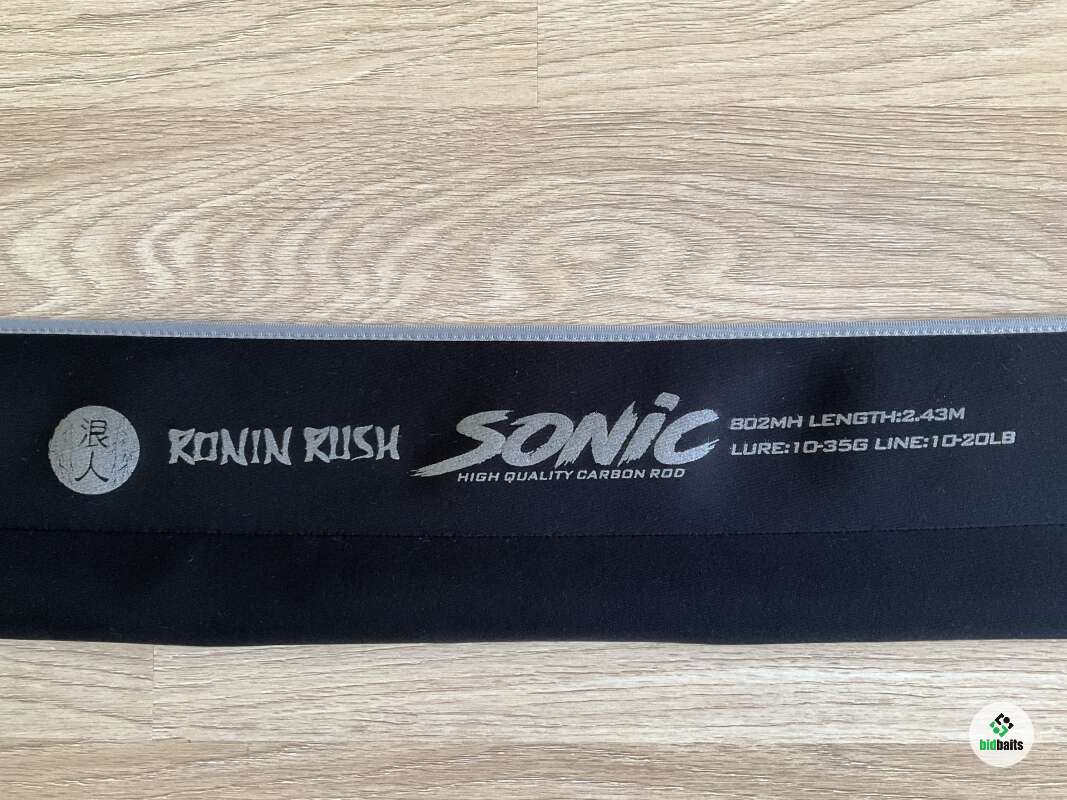 浪人
RONIN RUSH
SONIC
HIGH QUALITY CARBON ROD
802MH LENGTH:2.43M
LURE:10-35G LINE:10-20LB
bidbaits